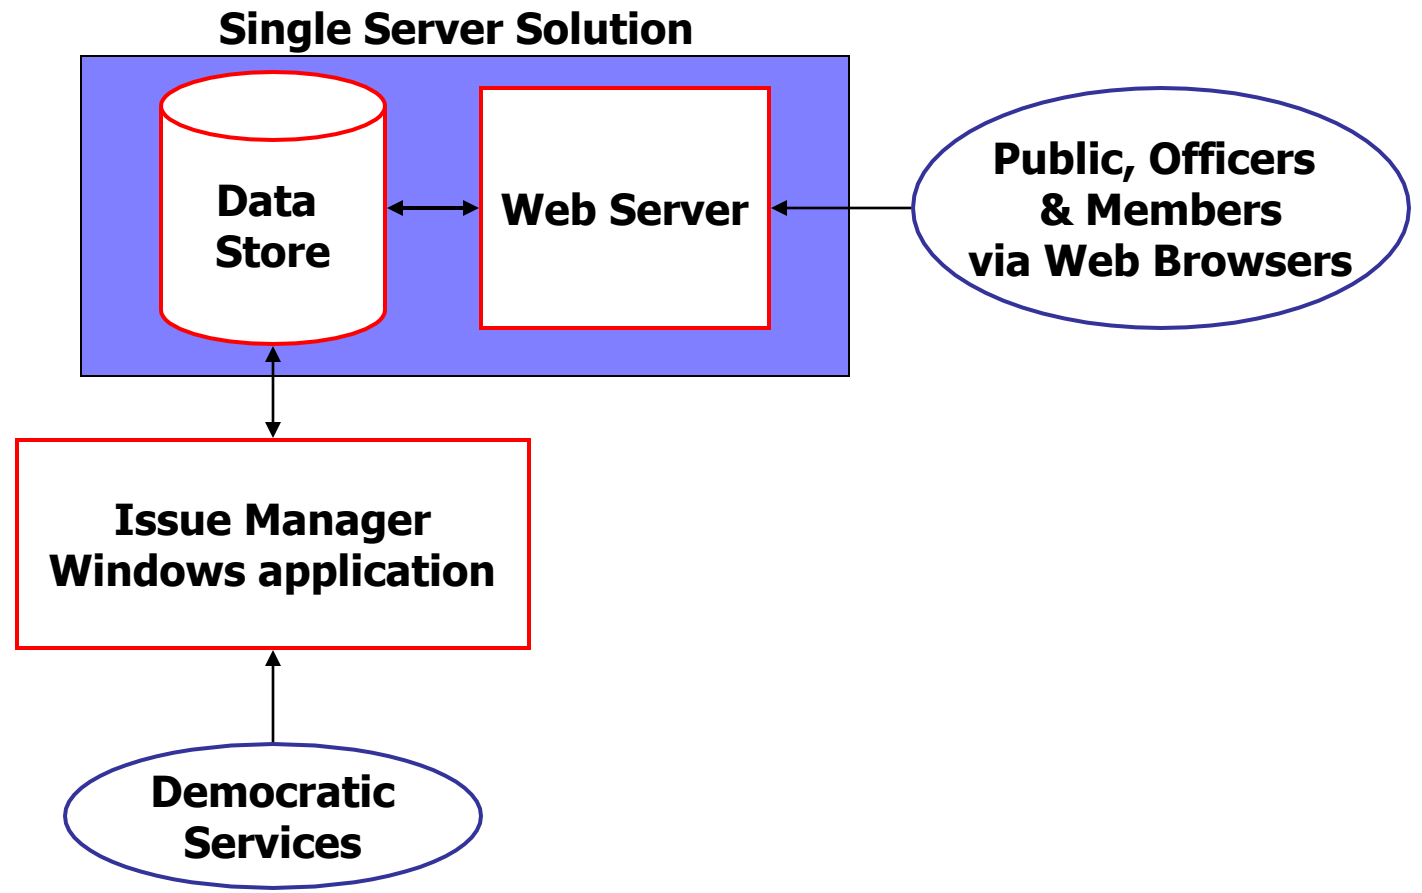 Single Server Solution
Data
Store
Web Server
Public, Officers
& Members
via Web Browsers
Issue Manager
Windows application
Democratic
Services